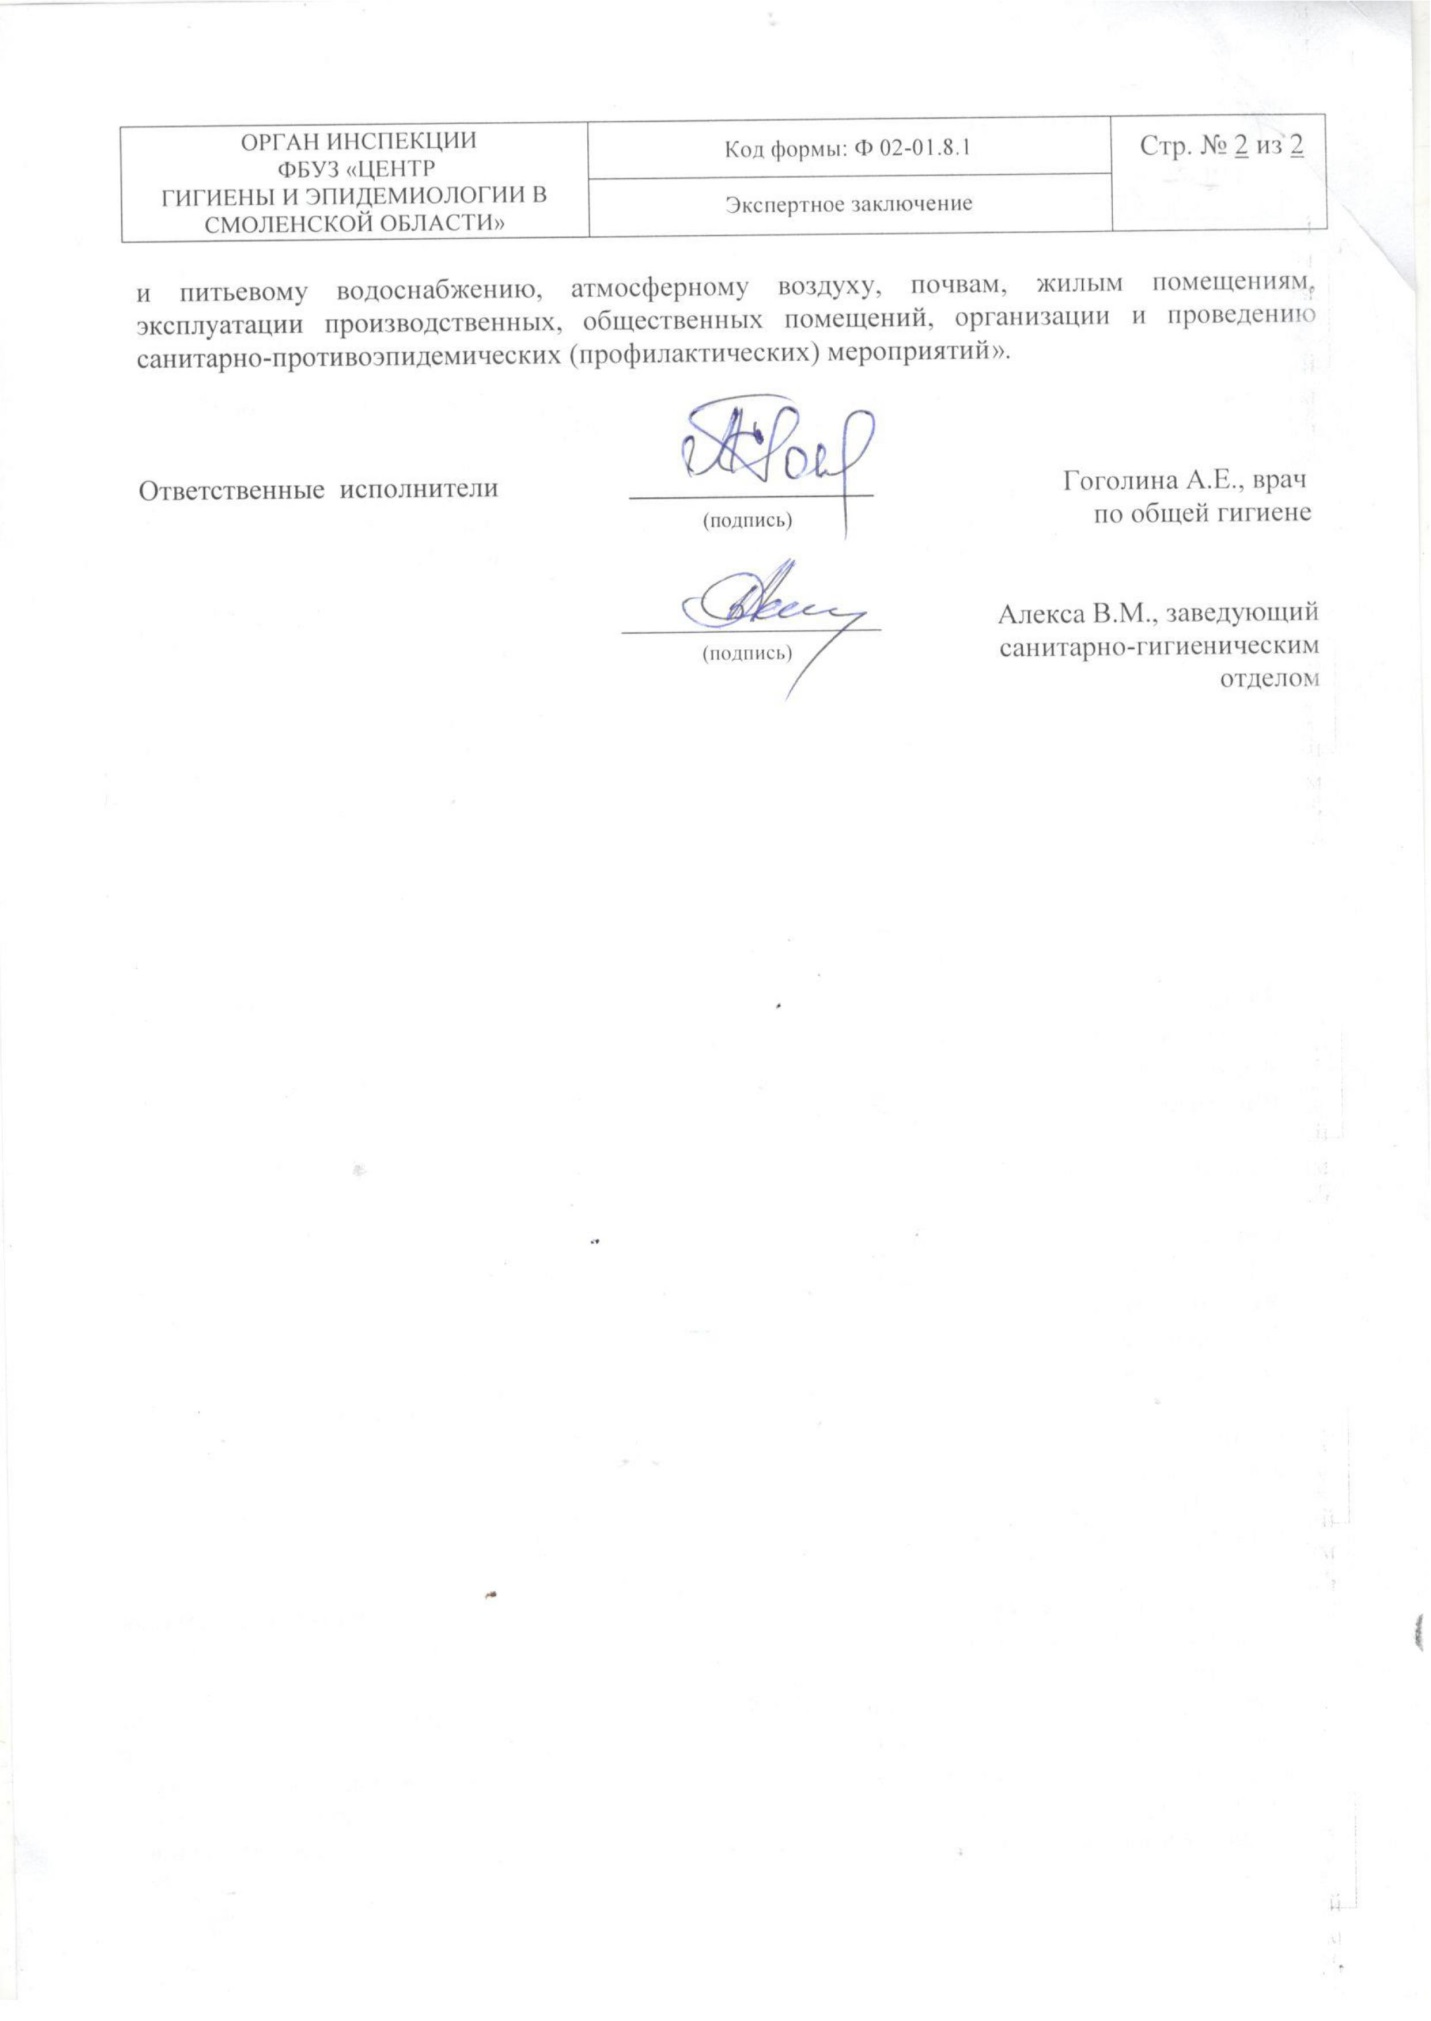 ОРГАН ИНСПЕКЦИИ
ФБУЗ «ЦЕНТР
ГИГИЕНЫ И ЭПИДЕМИОЛОГИИ В
СМОЛЕНСКОЙ ОБЛАСТИ»
Код формы: Ф 02-01.8.1
Экспертное заключение
Стр. № 2 из 2
и питьевому водоснабжению, атмосферному воздуху, почвам, жилым помещениям,
эксплуатации производственных, общественных помещений, организации и проведению
санитарно-противоэпидемических (профилактических) мероприятий».
Ответственные исполнители
(подпись)
Гоголина А.Е., врач
по общей гигиене
(подпись)
Алекса В.М., заведующий
санитарно-гигиеническим
отделом